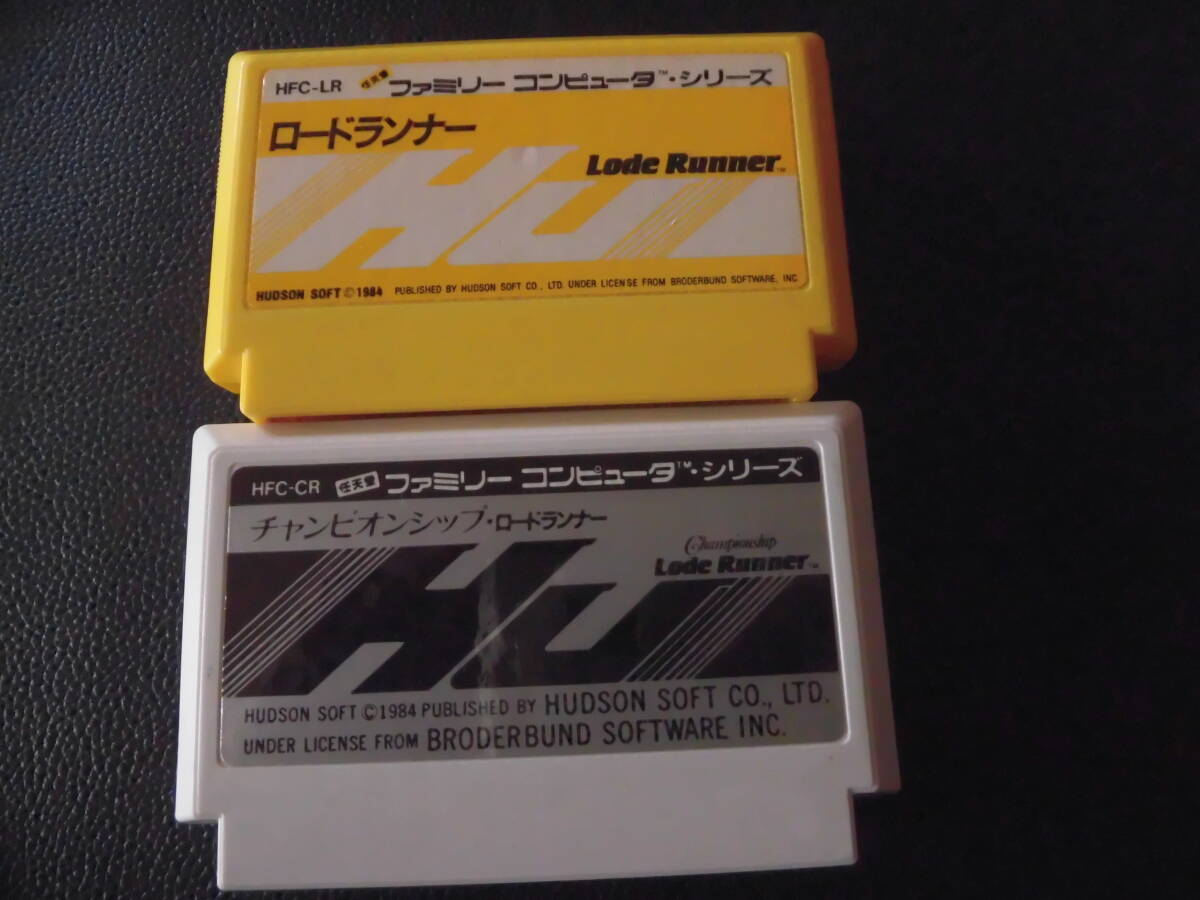 HFC-LR 任天堂 ファミリー コンピュータ™・シリーズ
ロードランナー
Lode Runner™
HU
HUDSON SOFT © 1984 PUBLISHED BY HUDSON SOFT CO., LTD. UNDER LICENSE FROM BRODERBUND SOFTWARE, INC
HFC-CR 任天堂 ファミリー コンピュータ™・シリーズ
チャンピオンシップ・ロードランナー
Championship
Lode Runner™
HU
HUDSON SOFT © 1984 PUBLISHED BY HUDSON SOFT CO., LTD.
UNDER LICENSE FROM BRODERBUND SOFTWARE INC.